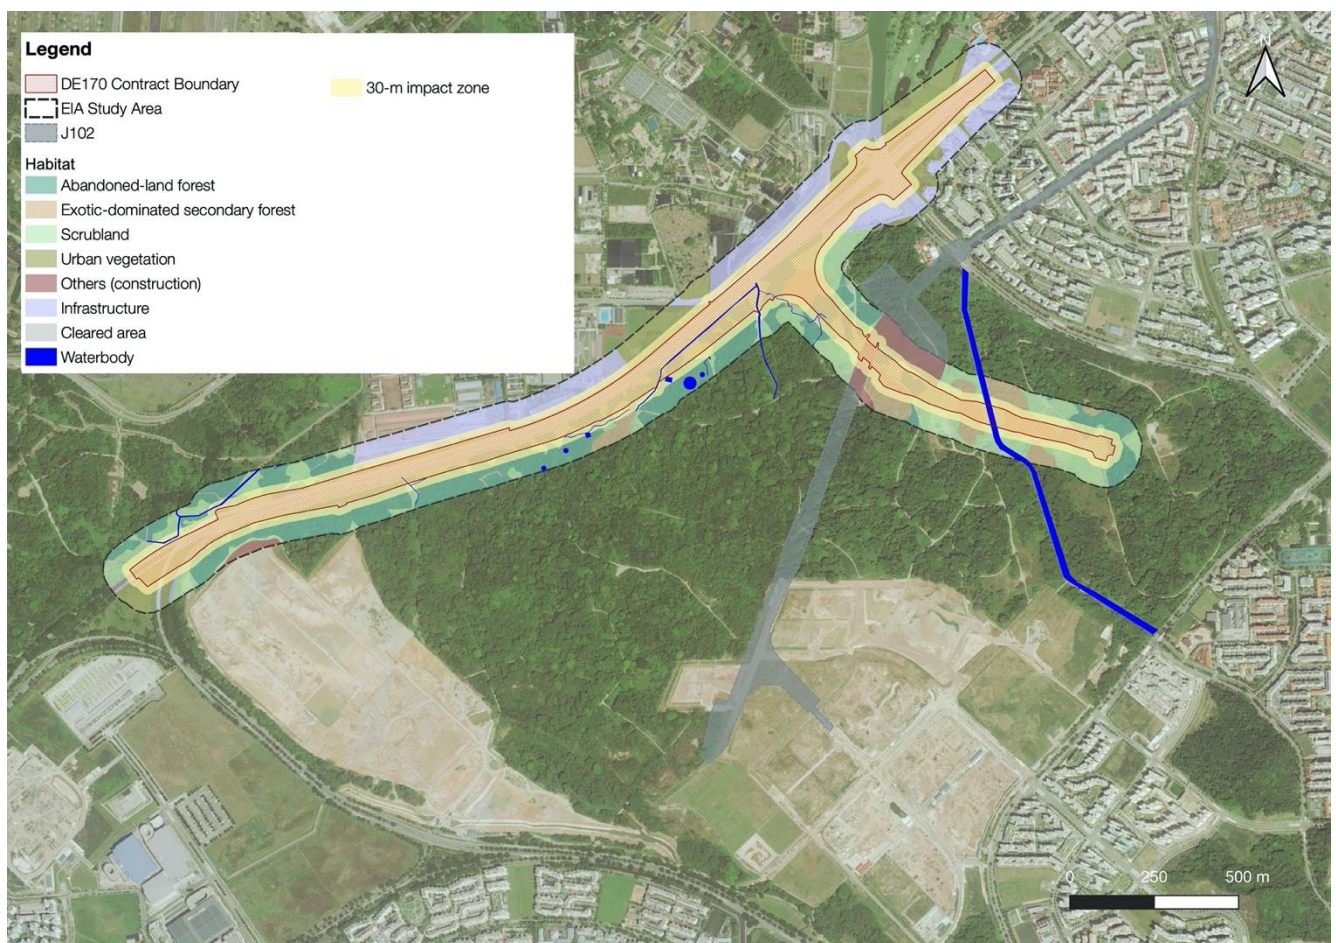 Legend
DE170 Contract Boundary
30-m impact zone
EIA Study Area
J102
Habitat
Abandoned-land forest
Exotic-dominated secondary forest
Scrubland
Urban vegetation
Others (construction)
Infrastructure
Cleared area
Waterbody
N
0 250 500 m